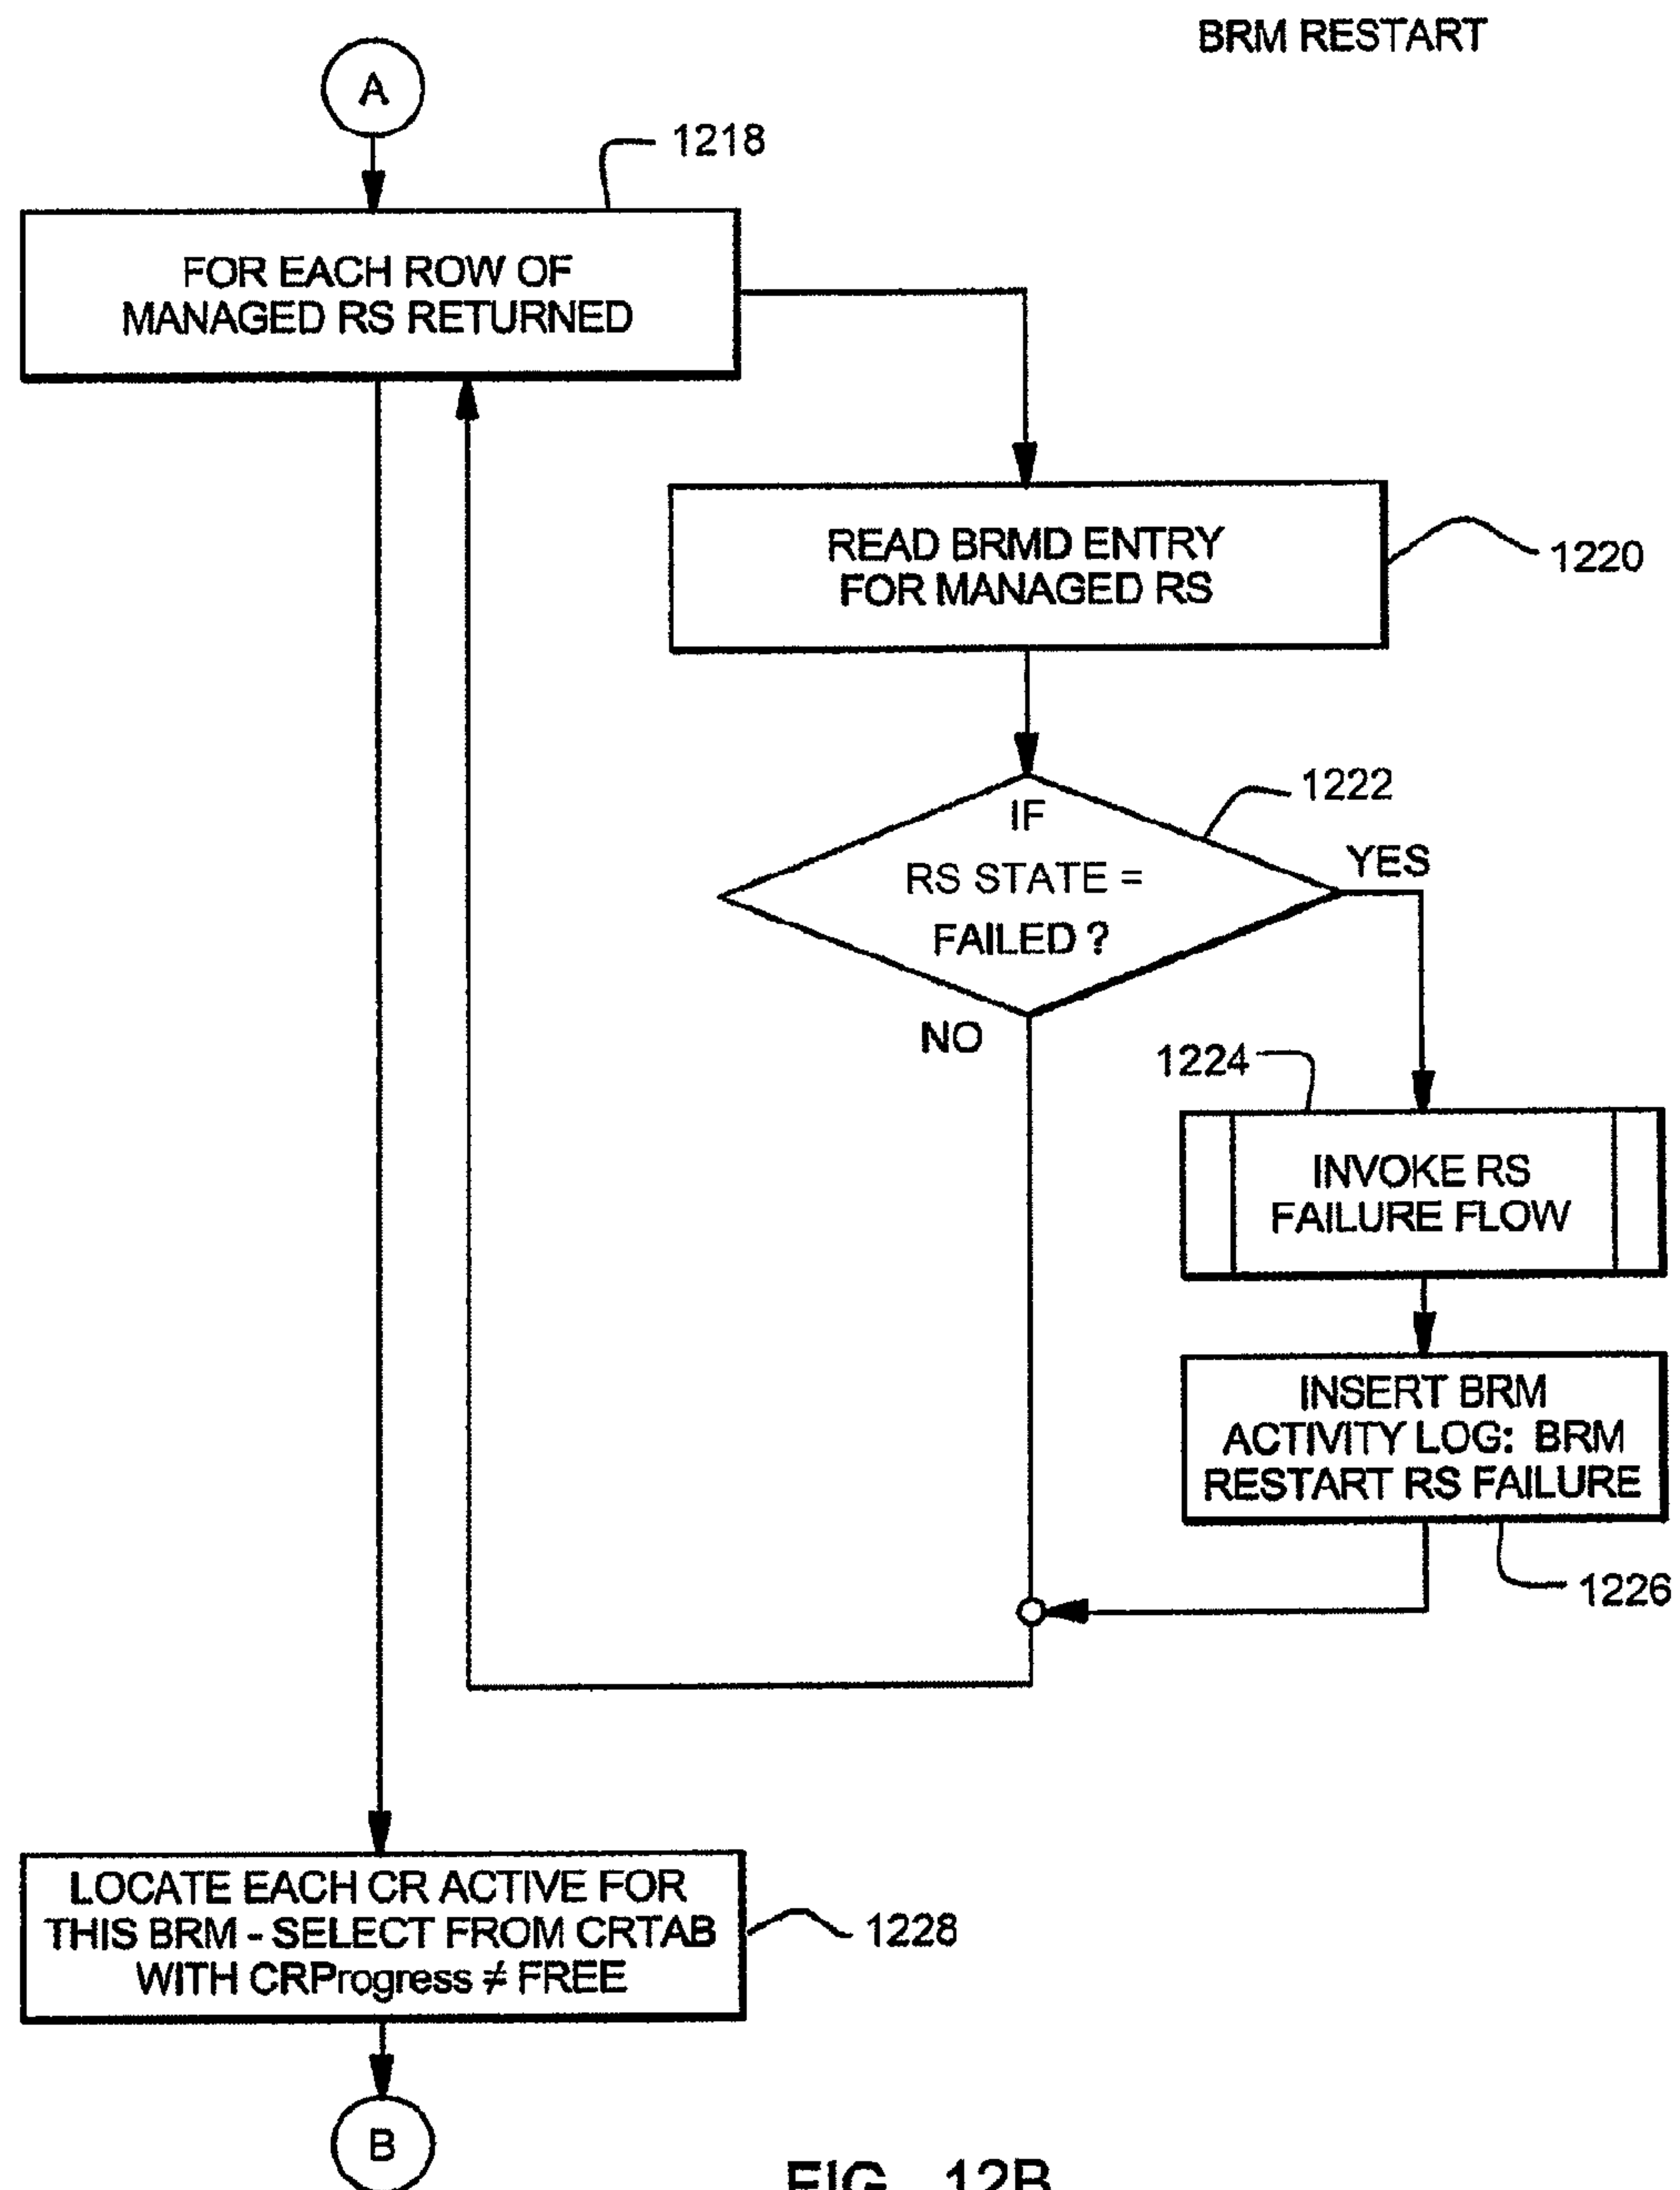 BRM RESTART
A
1218
FOR EACH ROW OF
MANAGED RS RETURNED
READ BRMD ENTRY
FOR MANAGED RS
1220
1222
IF
RS STATE =
FAILED ?
YES
NO
1224
INVOKE RS
FAILURE FLOW
INSERT BRM
ACTIVITY LOG: BRM
RESTART RS FAILURE
1226
LOCATE EACH CR ACTIVE FOR
THIS BRM - SELECT FROM CRTAB
WITH CRProgress ≠ FREE
1228
B
FIG. 12B